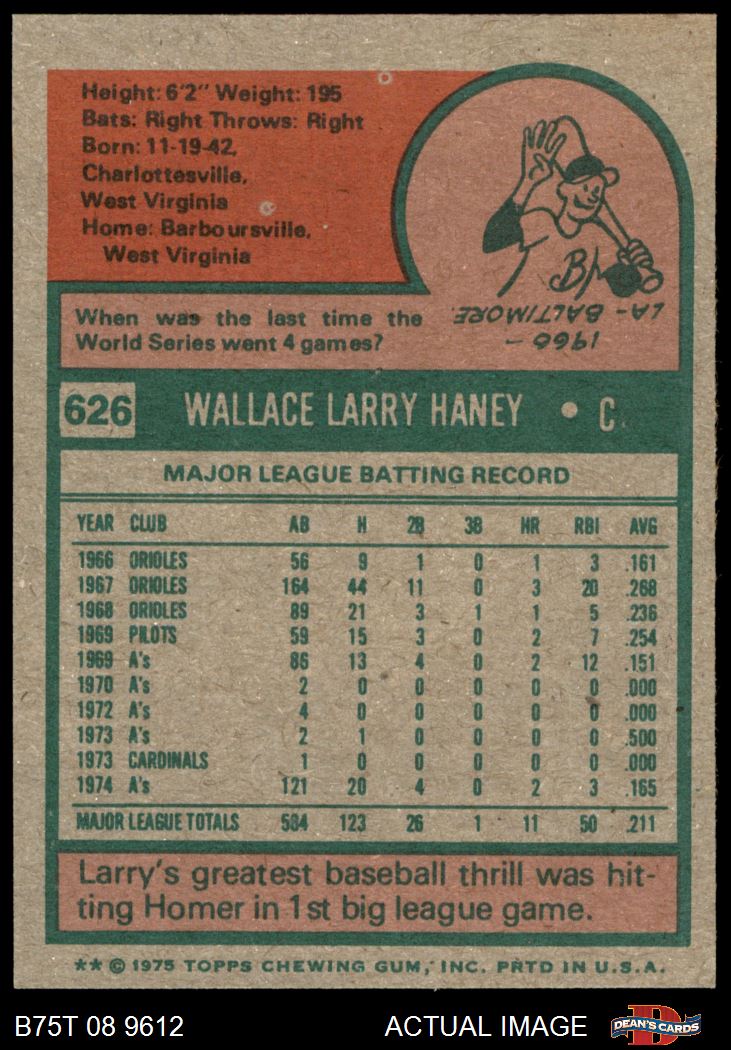 Height: 6'2" Weight: 195
Bats: Right Throws: Right
Born: 11-19-42,
Charlottesville,
West Virginia
Home: Barboursville,
West Virginia
B
When was the last time the
World Series went 4 games?
1966 -
LA - BALTIMORE.
626 WALLACE LARRY HANEY • C.
MAJOR LEAGUE BATTING RECORD
YEAR CLUB AB H 2B 3B HR RBI AVG
1966 ORIOLES 56 9 1 0 1 3 .161
1967 ORIOLES 164 44 11 0 3 20 .268
1968 ORIOLES 89 21 3 1 1 5 .236
1969 PILOTS 59 15 3 0 2 7 .254
1969 A's 86 13 4 0 2 12 .151
1970 A's 2 0 0 0 0 0 .000
1972 A's 4 0 0 0 0 0 .000
1973 A's 2 1 0 0 0 0 .500
1973 CARDINALS 1 0 0 0 0 0 .000
1974 A's 121 20 4 0 2 3 .165
MAJOR LEAGUE TOTALS 584 123 26 1 11 50 .211
Larry's greatest baseball thrill was hit-
ting Homer in 1st big league game.
** © 1975 TOPPS CHEWING GUM, INC. PRTD IN U.S.A.
B75T 08 9612 ACTUAL IMAGE D DEAN'S CARDS